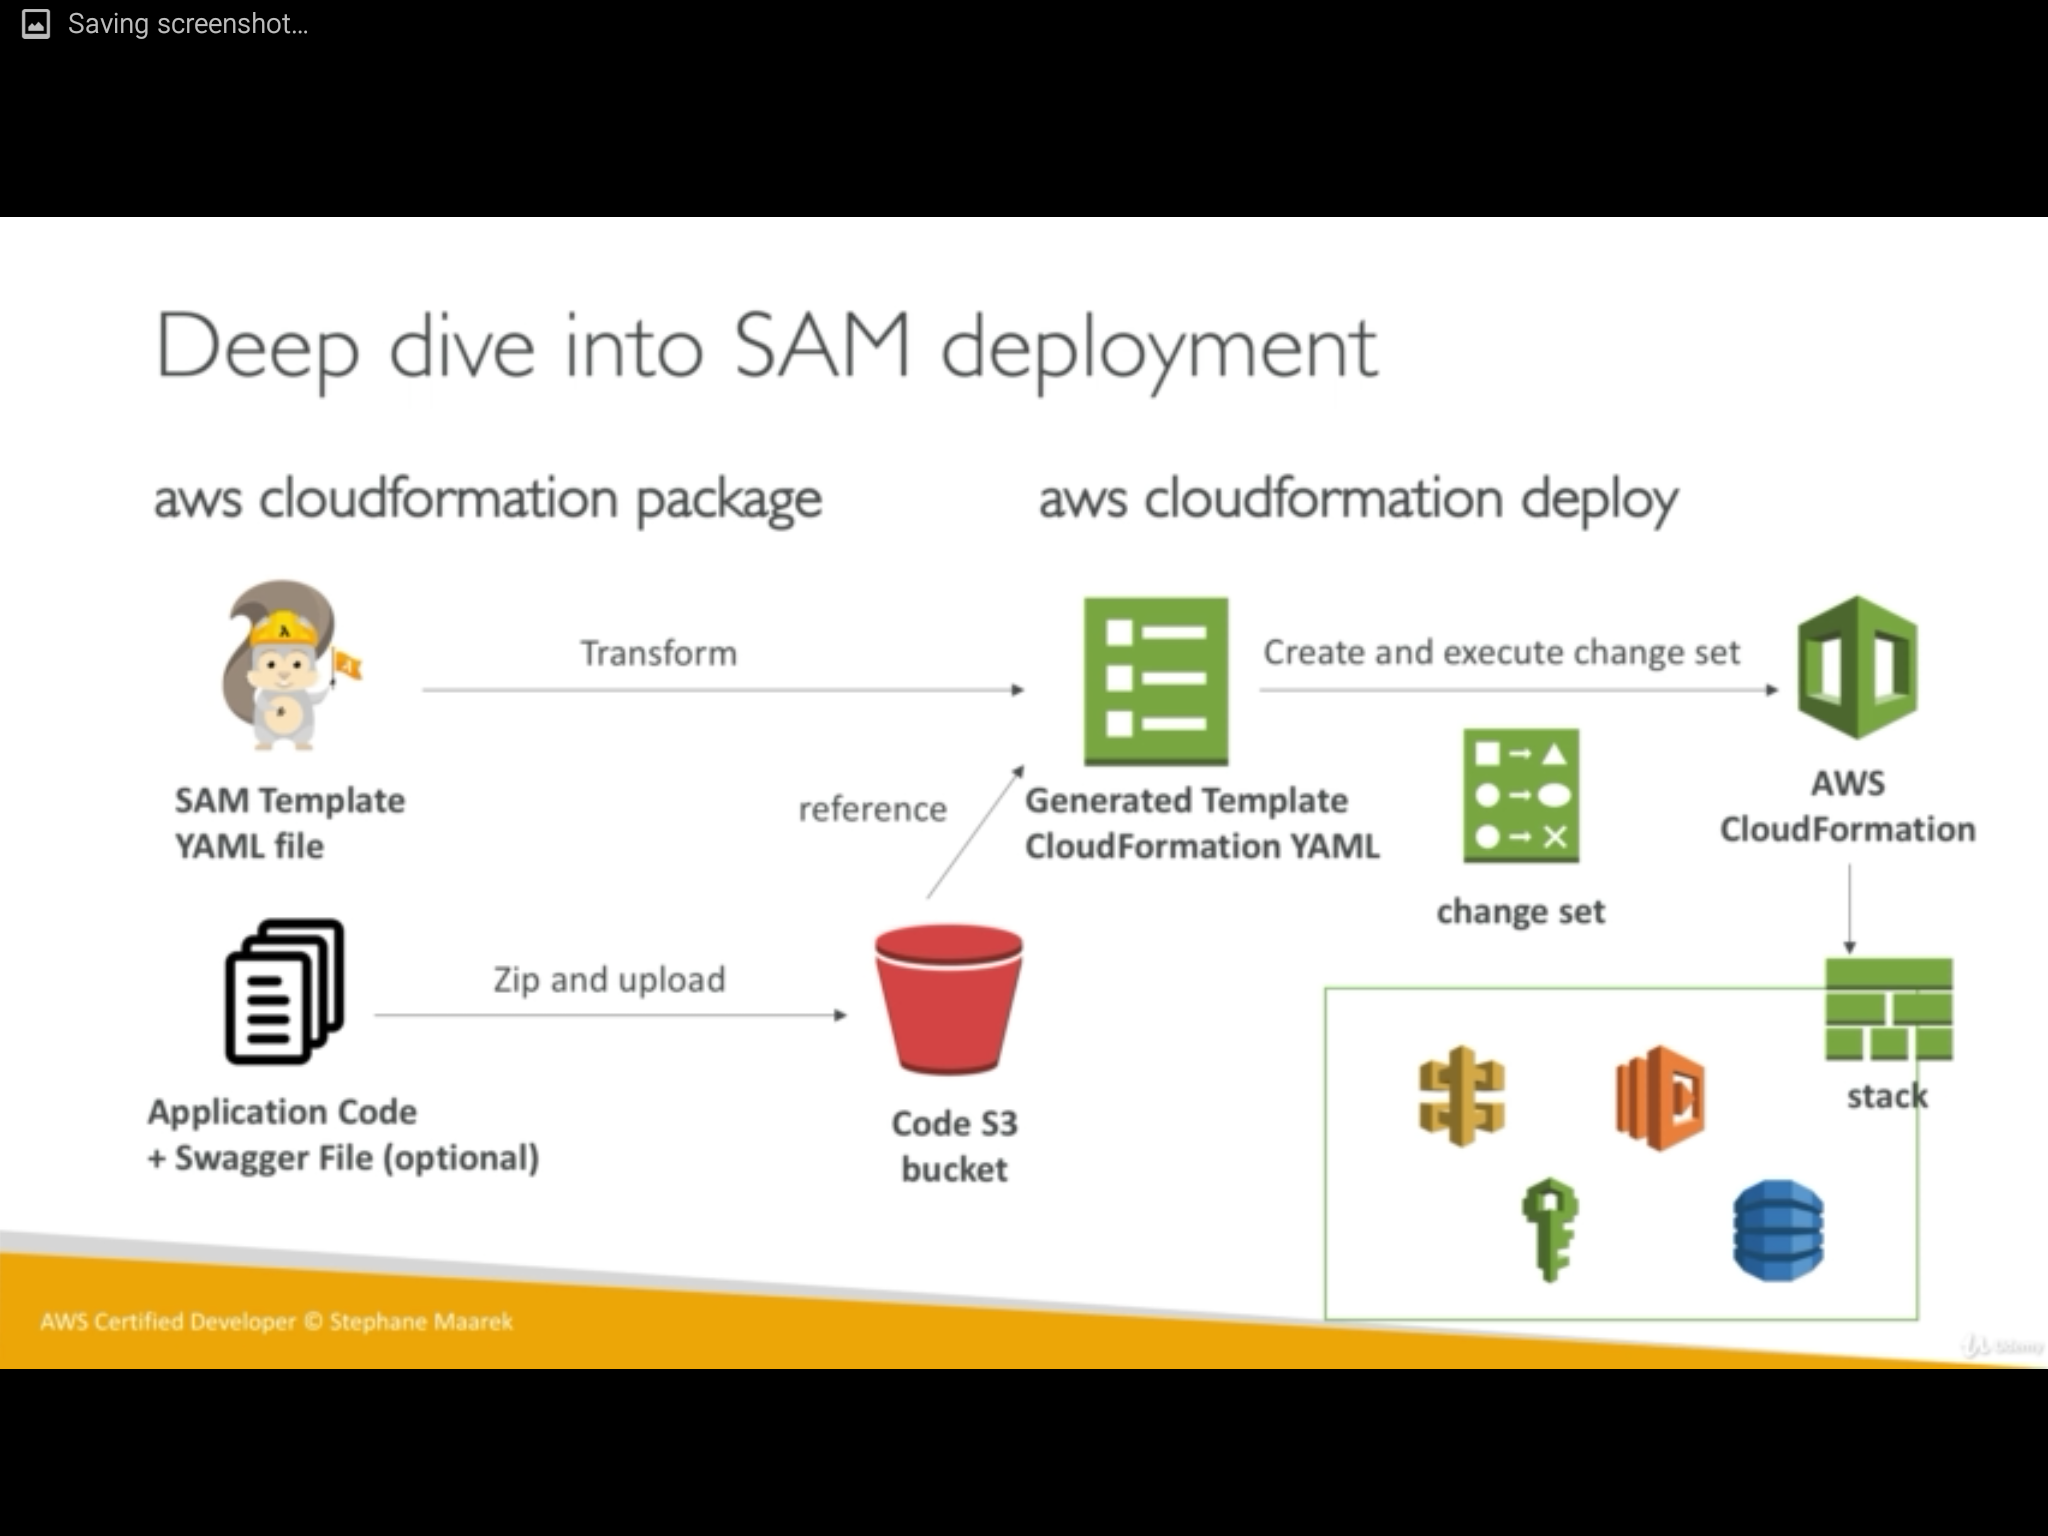 Saving screenshot...
Deep dive into SAM deployment
aws cloudformation package
aws cloudformation deploy
Transform
Create and execute change set
SAM Template
YAML file
reference
Generated Template
CloudFormation YAML
change set
AWS
CloudFormation
Zip and upload
Application Code
+ Swagger File (optional)
Code S3
bucket
stack
AWS Certified Developer © Stephane Maarek
Udemy